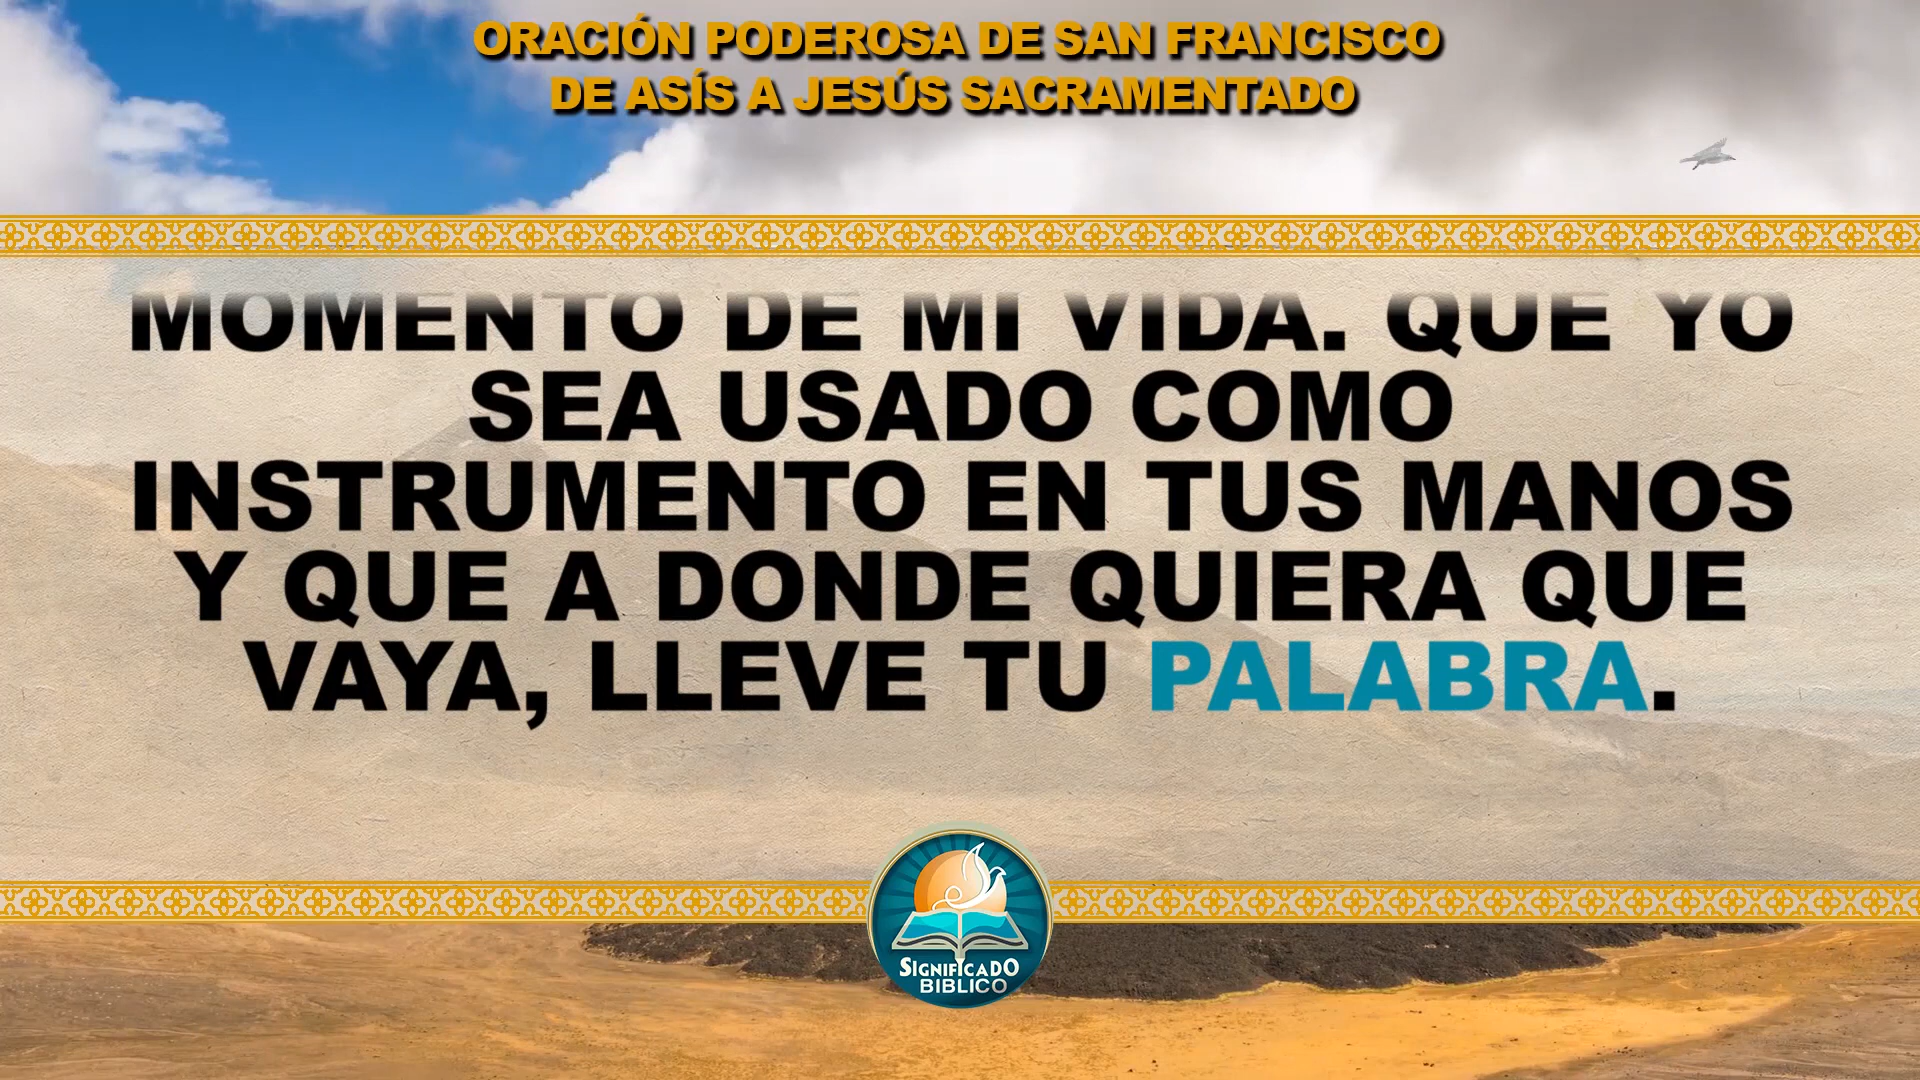 ORACIÓN PODEROSA DE SAN FRANCISCO
DE ASÍS A JESÚS SACRAMENTADO
MOMENTO DE MI VIDA. QUE YO
SEA USADO COMO
INSTRUMENTO EN TUS MANOS
Y QUE A DONDE QUIERA QUE
VAYA, LLEVE TU PALABRA.
SIGNIFICADO
BIBLICO